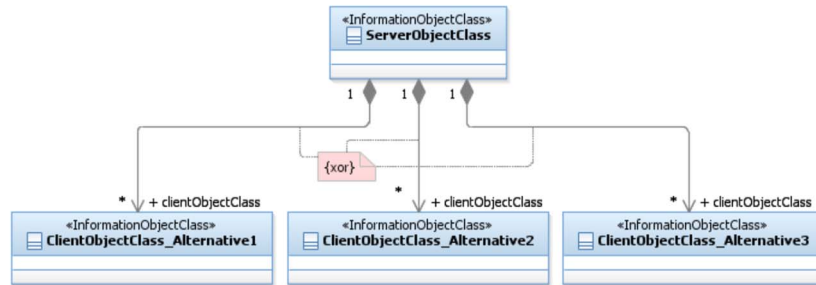 «InformationObjectClass»
ServerObjectClass
1 1 1
{xor}
* + clientObjectClass * + clientObjectClass * + clientObjectClass
«InformationObjectClass» «InformationObjectClass» «InformationObjectClass»
ClientObjectClass_Alternative1 ClientObjectClass_Alternative2 ClientObjectClass_Alternative3